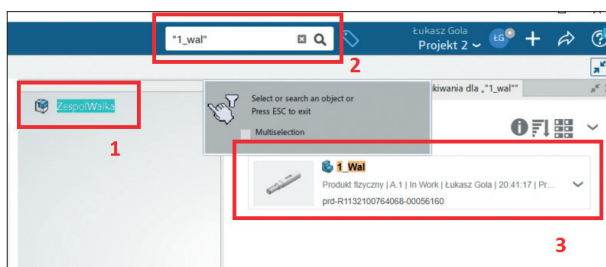 "1_wal"
Łukasz Gola
Projekt 2
ŁG
2
kiwania dla „1_wal"”
ZespolWalka
1
Select or search an object or
Press ESC to exit
Multiselection
1_Wal
Produkt fizyczny | A.1 | In Work | Łukasz Gola | 20:41:17 | Pr...
prd-R1132100764068-00056160
3